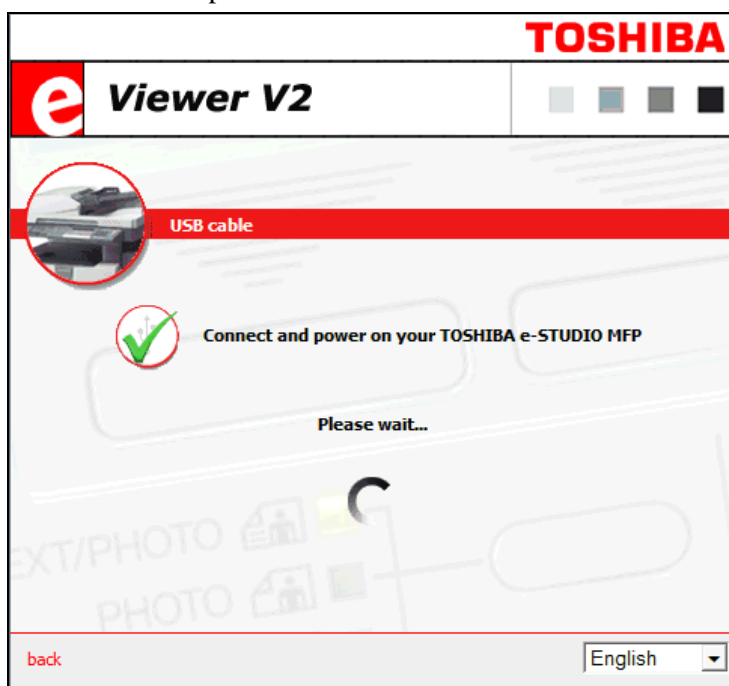 TOSHIBA
e Viewer V2
USB cable
Connect and power on your TOSHIBA e-STUDIO MFP
Please wait...
EXT/PHOTO
PHOTO
back
English